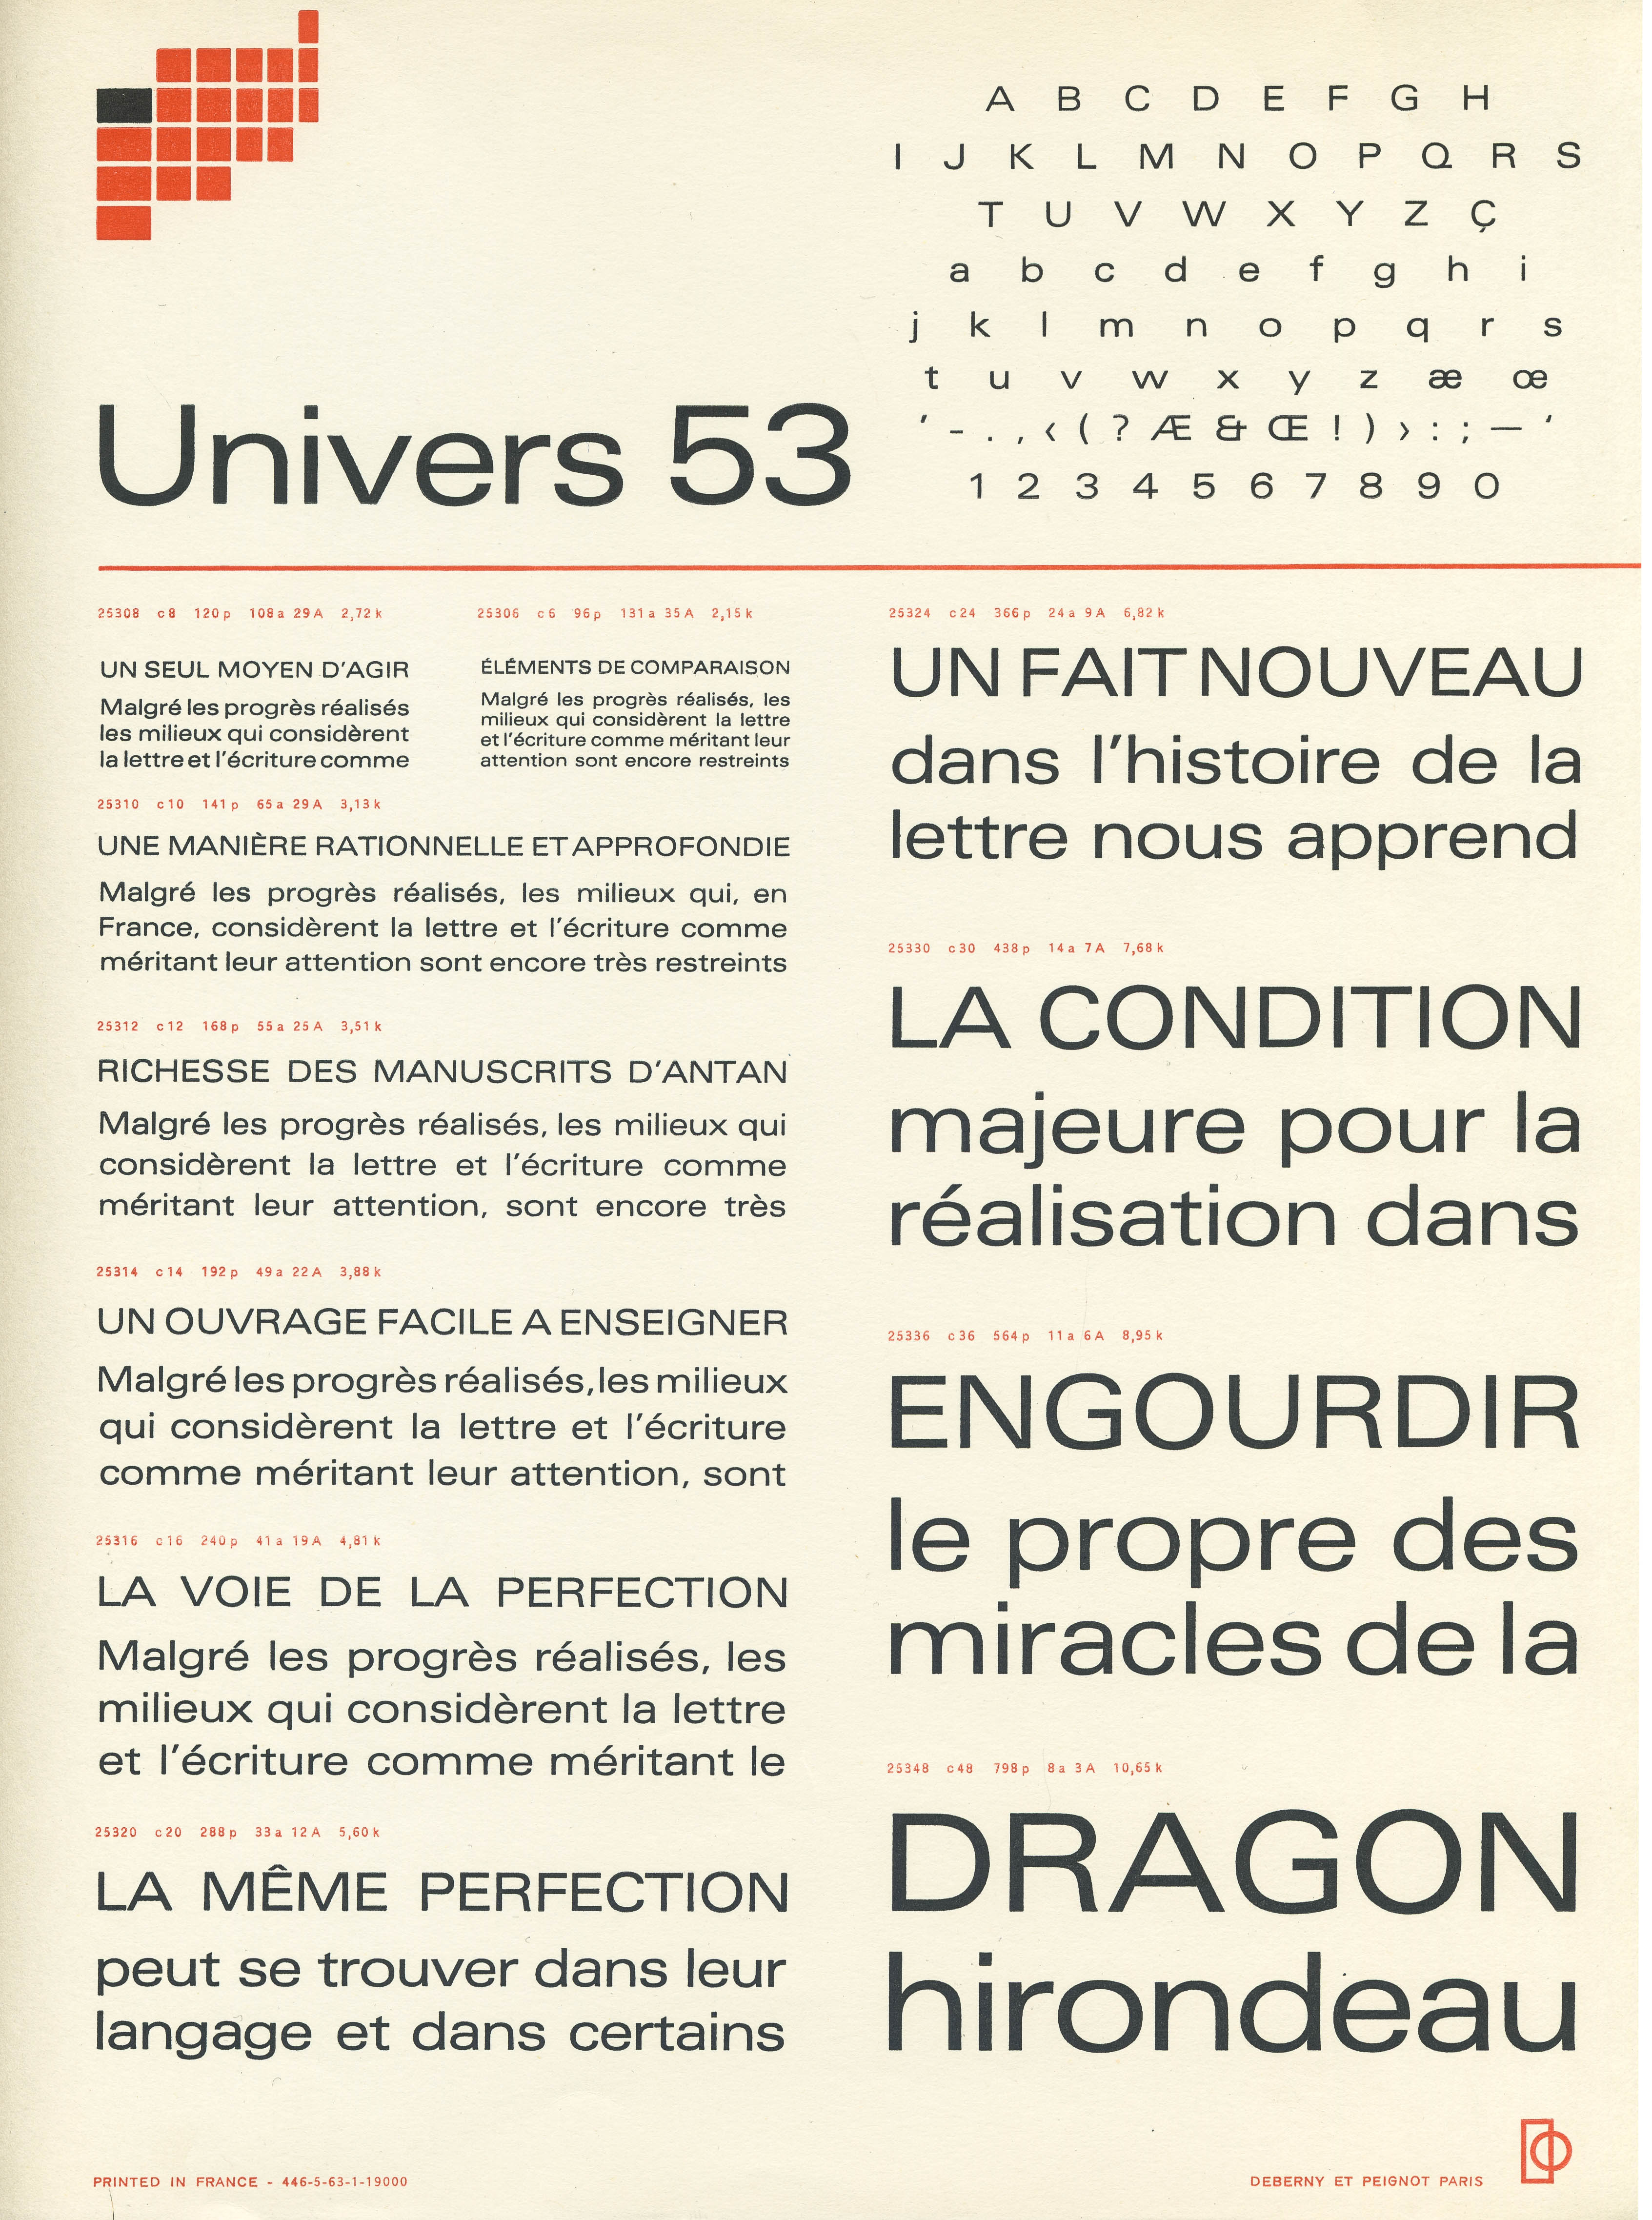 A B C D E F G H
I J K L M N O P Q R S
T U V W X Y Z Ç
a b c d e f g h i
j k l m n o p q r s
t u v w x y z æ œ
’ - . , ‹ ( ? Æ & Œ ! ) › : ; — ‘
1 2 3 4 5 6 7 8 9 0
Univers 53
25308 c8 120p 108a 29A 2,72k
UN SEUL MOYEN D’AGIR
Malgré les progrès réalisés
les milieux qui considèrent
la lettre et l’écriture comme
25306 c6 96p 131a 35A 2,15k
ÉLÉMENTS DE COMPARAISON
Malgré les progrès réalisés, les
milieux qui considèrent la lettre
et l’écriture comme méritant leur
attention sont encore restreints
25310 c10 141p 65a 29A 3,13k
UNE MANIÈRE RATIONNELLE ET APPROFONDIE
Malgré les progrès réalisés, les milieux qui, en
France, considèrent la lettre et l’écriture comme
méritant leur attention sont encore très restreints
25312 c12 168p 55a 25A 3,51k
RICHESSE DES MANUSCRITS D’ANTAN
Malgré les progrès réalisés, les milieux qui
considèrent la lettre et l’écriture comme
méritant leur attention, sont encore très
25314 c14 192p 49a 22A 3,88k
UN OUVRAGE FACILE A ENSEIGNER
Malgré les progrès réalisés, les milieux
qui considèrent la lettre et l’écriture
comme méritant leur attention, sont
25316 c16 240p 41a 19A 4,81k
LA VOIE DE LA PERFECTION
Malgré les progrès réalisés, les
milieux qui considèrent la lettre
et l’écriture comme méritant le
25320 c20 288p 33a 12A 5,60k
LA MÊME PERFECTION
peut se trouver dans leur
langage et dans certains
25324 c24 366p 24a 9A 6,82k
UN FAIT NOUVEAU
dans l’histoire de la
lettre nous apprend
25330 c30 438p 14a 7A 7,68k
LA CONDITION
majeure pour la
réalisation dans
25336 c36 564p 11a 6A 8,95k
ENGOURDIR
le propre des
miracles de la
25348 c48 798p 8a 3A 10,65k
DRAGON
hirondeau
PRINTED IN FRANCE - 446-5-63-1-19000
DEBERNY ET PEIGNOT PARIS